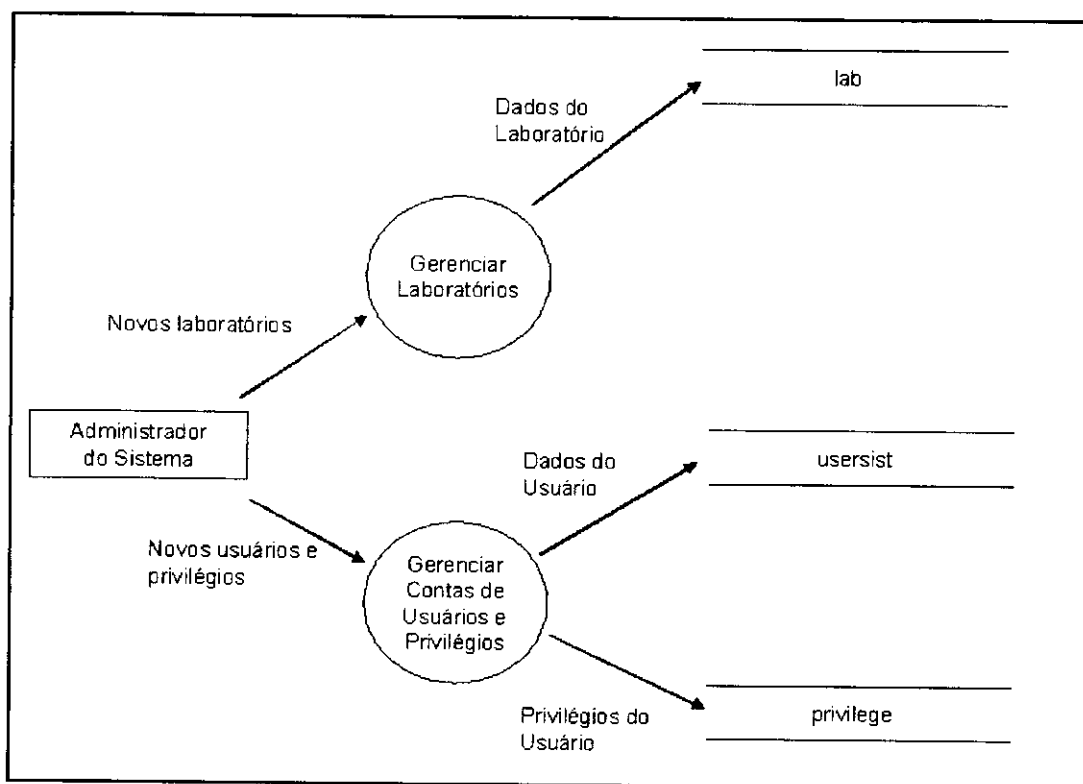 lab
Dados do
Laboratório
Gerenciar
Laboratórios
Novos laboratórios
Administrador
do Sistema
Dados do
Usuário
usersist
Novos usuários e
privilégios
Gerenciar
Contas de
Usuários e
Privilégios
Privilégios do
Usuário
privilege